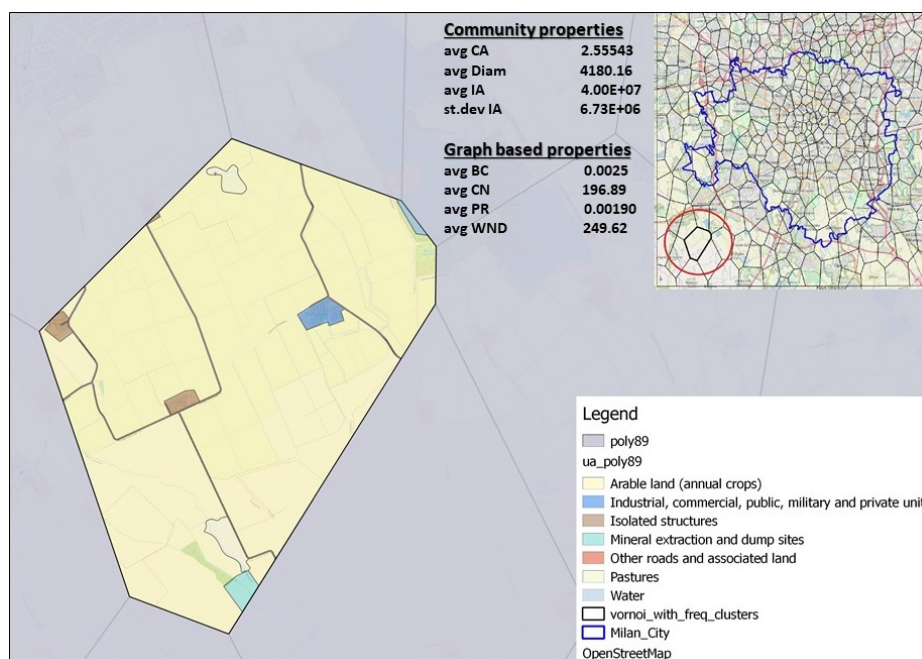 Community properties
avg CA 2.55543
avg Diam 4180.16
avg IA 4.00E+07
st.dev IA 6.73E+06
Graph based properties
avg BC 0.0025
avg CN 196.89
avg PR 0.00190
avg WND 249.62
Legend
poly89
ua_poly89
Arable land (annual crops)
Industrial, commercial, public, military and private unit
Isolated structures
Mineral extraction and dump sites
Other roads and associated land
Pastures
Water
vornoi_with_freq_clusters
Milan_City
OpenStreetMap